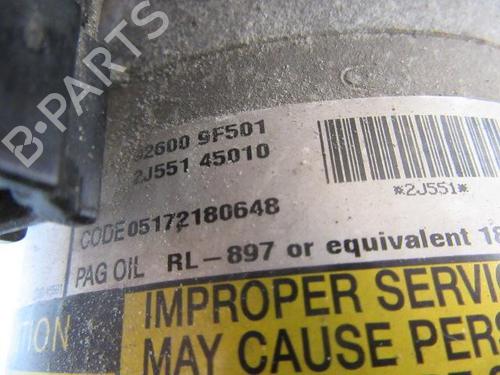 B-PARTS
92600 9F501
2J551 45010
*2J551*
CODE 05172180648
PAG OIL RL-897 or equivalent 18
TION
IMPROPER SERVIC
MAY CAUSE PERS